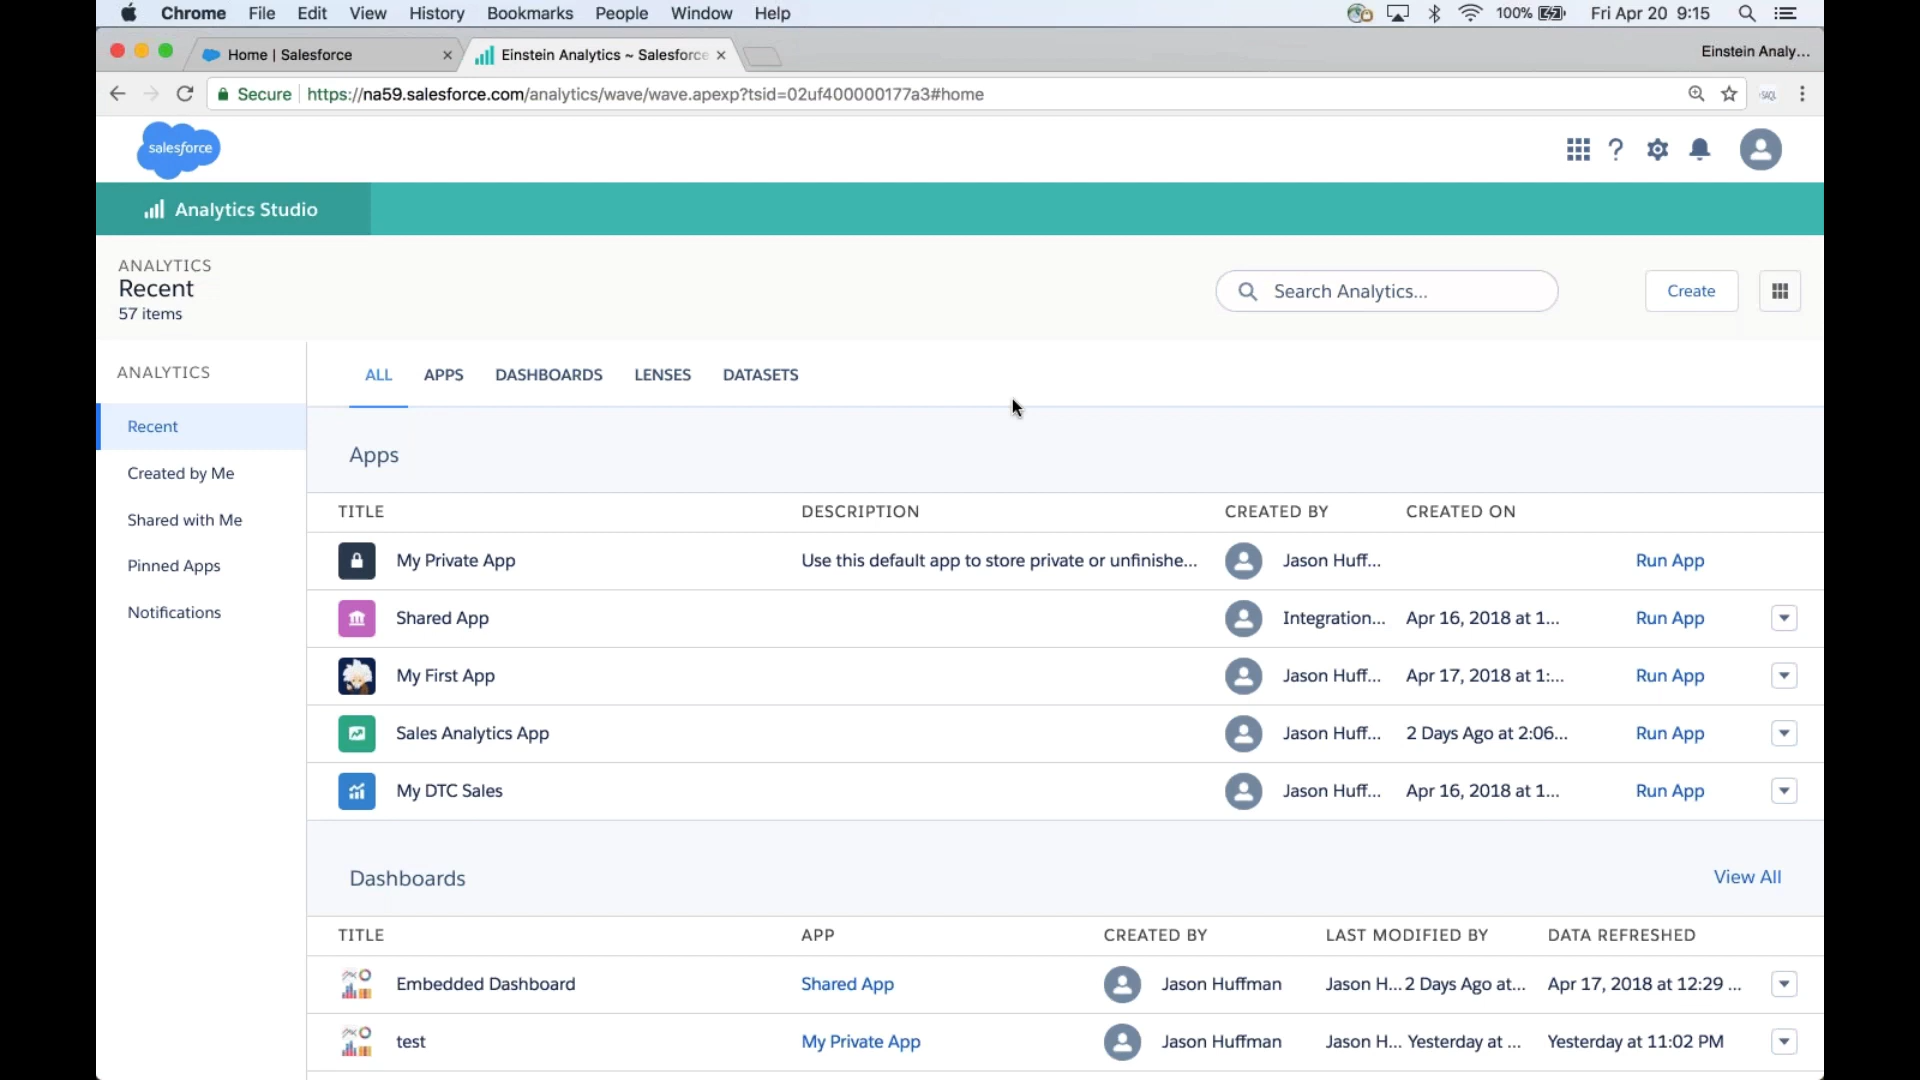 Chrome File Edit View History Bookmarks People Window Help 100% Fri Apr 20 9:15
Home | Salesforce Einstein Analytics ~ Salesforce Einstein Analy...
Secure https://na59.salesforce.com/analytics/wave/wave.apexp?tsid=02uf400000177a3#home SAQL
salesforce
Analytics Studio
ANALYTICS
Recent
57 items
Search Analytics...
Create
ANALYTICS
Recent
Created by Me
Shared with Me
Pinned Apps
Notifications
ALL APPS DASHBOARDS LENSES DATASETS
Apps
TITLE DESCRIPTION CREATED BY CREATED ON
My Private App Use this default app to store private or unfinishe... Jason Huff... Run App
Shared App Integration... Apr 16, 2018 at 1... Run App
My First App Jason Huff... Apr 17, 2018 at 1:... Run App
Sales Analytics App Jason Huff... 2 Days Ago at 2:06... Run App
My DTC Sales Jason Huff... Apr 16, 2018 at 1... Run App
Dashboards View All
TITLE APP CREATED BY LAST MODIFIED BY DATA REFRESHED
Embedded Dashboard Shared App Jason Huffman Jason H... 2 Days Ago at... Apr 17, 2018 at 12:29 ...
test My Private App Jason Huffman Jason H... Yesterday at ... Yesterday at 11:02 PM